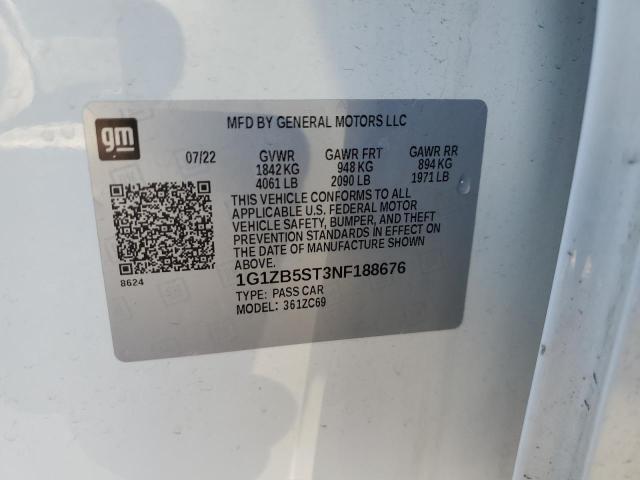 gm
MFD BY GENERAL MOTORS LLC
07/22 GVWR GAWR FRT GAWR RR
1842 KG 948 KG 894 KG
4061 LB 2090 LB 1971 LB
THIS VEHICLE CONFORMS TO ALL
APPLICABLE U.S. FEDERAL MOTOR
VEHICLE SAFETY, BUMPER, AND THEFT
PREVENTION STANDARDS IN EFFECT ON
THE DATE OF MANUFACTURE SHOWN
ABOVE.
8624
1G1ZB5ST3NF188676
TYPE: PASS CAR
MODEL: 361ZC69